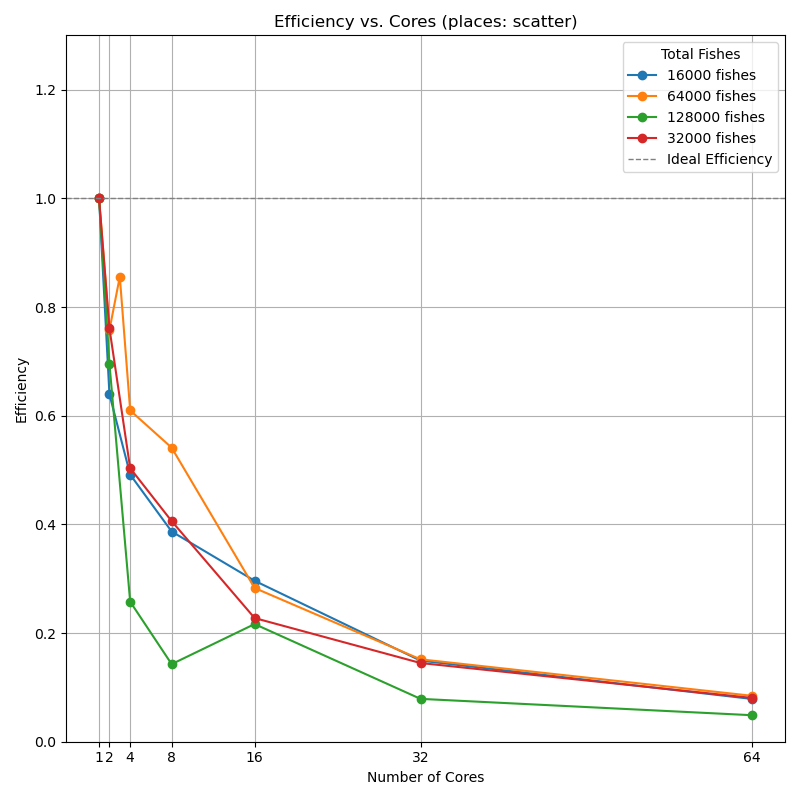 Efficiency vs. Cores (places: scatter)
Total Fishes
16000 fishes
64000 fishes
128000 fishes
32000 fishes
Ideal Efficiency
Efficiency
1.2
1.0
0.8
0.6
0.4
0.2
0.0
1 2 4 8 16 32 64
Number of Cores